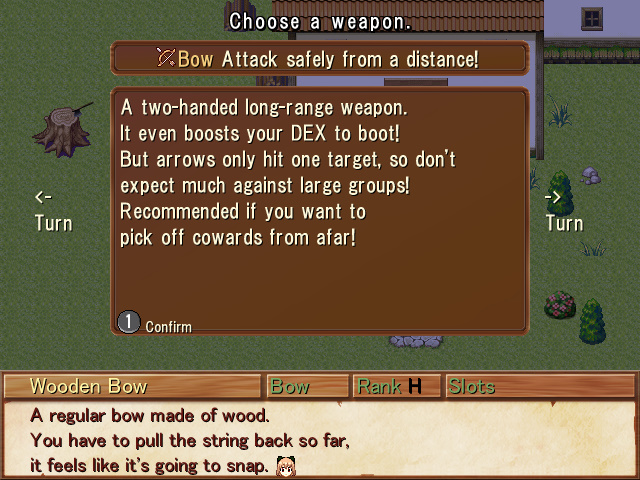 Choose a weapon.
Bow Attack safely from a distance!
A two-handed long-range weapon.
It even boosts your DEX to boot!
But arrows only hit one target, so don't
expect much against large groups!
Recommended if you want to
pick off cowards from afar!
<-
Turn
->
Turn
1 Confirm
Wooden Bow Bow Rank H Slots
A regular bow made of wood.
You have to pull the string back so far,
it feels like it's going to snap.